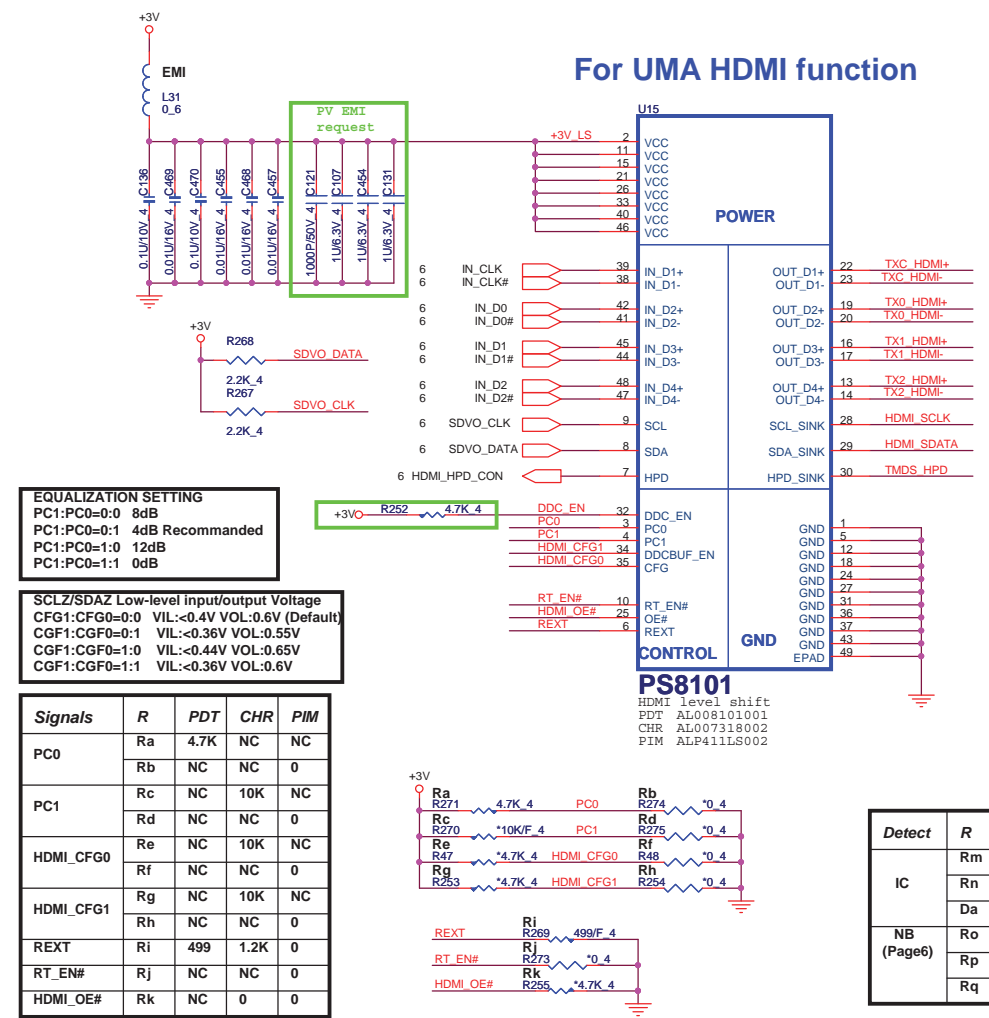 +3V
EMI
L31
0_6
PV EMI
request
For UMA HDMI function
U15
+3V_LS
C136
C469
C470
C455
C468
C457
C121
C107
C454
C131
0.1U/10V_4
0.01U/16V_4
0.01U/16V_4
0.01U/16V_4
0.01U/16V_4
0.01U/16V_4
1000P/50V_4
1U/6.3V_4
1U/6.3V_4
1U/6.3V_4
2 VCC
11 VCC
15 VCC
21 VCC
26 VCC
33 VCC
40 VCC
46 VCC
POWER
6 IN_CLK 39 IN_D1+ OUT_D1+ 22 TXC_HDMI+
6 IN_CLK# 38 IN_D1- OUT_D1- 23 TXC_HDMI-
6 IN_D0 42 IN_D2+ OUT_D2+ 19 TX0_HDMI+
6 IN_D0# 41 IN_D2- OUT_D2- 20 TX0_HDMI-
6 IN_D1 45 IN_D3+ OUT_D3+ 16 TX1_HDMI+
6 IN_D1# 44 IN_D3- OUT_D3- 17 TX1_HDMI-
6 IN_D2 48 IN_D4+ OUT_D4+ 13 TX2_HDMI+
6 IN_D2# 47 IN_D4- OUT_D4- 14 TX2_HDMI-
6 SDVO_CLK 9 SCL SCL_SINK 28 HDMI_SCLK
6 SDVO_DATA 8 SDA SDA_SINK 29 HDMI_SDATA
6 HDMI_HPD_CON 7 HPD HPD_SINK 30 TMDS_HPD
+3V
R268
SDVO_DATA
2.2K_4
R267
SDVO_CLK
2.2K_4
+3V R252 4.7K_4 DDC_EN 32 DDC_EN
PC0 3 PC0
PC1 4 PC1
HDMI_CFG1 34 DDCBUF_EN
HDMI_CFG0 35 CFG
RT_EN# 10 RT_EN#
HDMI_OE# 25 OE#
REXT 6 REXT
GND 1
GND 5
GND 12
GND 18
GND 24
GND 27
GND 31
GND 36
GND 37
GND 43
EPAD 49
CONTROL
GND
PS8101
HDMI level shift
PDT AL008101001
CHR AL007318002
PIM ALP411LS002
EQUALIZATION SETTING
PC1:PC0=0:0 8dB
PC1:PC0=0:1 4dB Recommanded
PC1:PC0=1:0 12dB
PC1:PC0=1:1 0dB
SCLZ/SDAZ Low-level input/output Voltage
CFG1:CFG0=0:0 VIL:<0.4V VOL:0.6V (Default)
CGF1:CGF0=0:1 VIL:<0.36V VOL:0.55V
CGF1:CGF0=1:0 VIL:<0.44V VOL:0.65V
CGF1:CGF0=1:1 VIL:<0.36V VOL:0.6V
Signals R PDT CHR PIM
PC0 Ra 4.7K NC NC
Rb NC NC 0
PC1 Rc NC 10K NC
Rd NC NC 0
HDMI_CFG0 Re NC 10K NC
Rf NC NC 0
HDMI_CFG1 Rg NC 10K NC
Rh NC NC 0
REXT Ri 499 1.2K 0
RT_EN# Rj NC NC 0
HDMI_OE# Rk NC 0 0
+3V
Ra Rb
R271 4.7K_4 PC0 R274 *0_4
Rc Rd
R270 *10K/F_4 PC1 R275 *0_4
Re Rf
R47 *4.7K_4 HDMI_CFG0 R48 *0_4
Rg Rh
R253 *4.7K_4 HDMI_CFG1 R254 *0_4
Ri
REXT R269 499/F_4
Rj
RT_EN# R273 *0_4
Rk
HDMI_OE# R255 *4.7K_4
Detect R
IC Rm
Rn
Da
NB
(Page6)
Ro
Rp
Rq